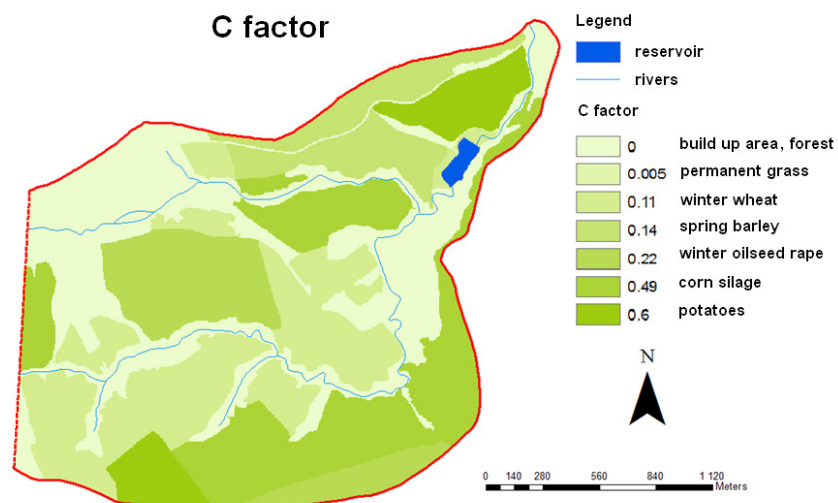 C factor
Legend
reservoir
rivers
C factor
0 build up area, forest
0.005 permanent grass
0.11 winter wheat
0.14 spring barley
0.22 winter oilseed rape
0.49 corn silage
0.6 potatoes
N
0 140 280 560 840 1 120
Meters